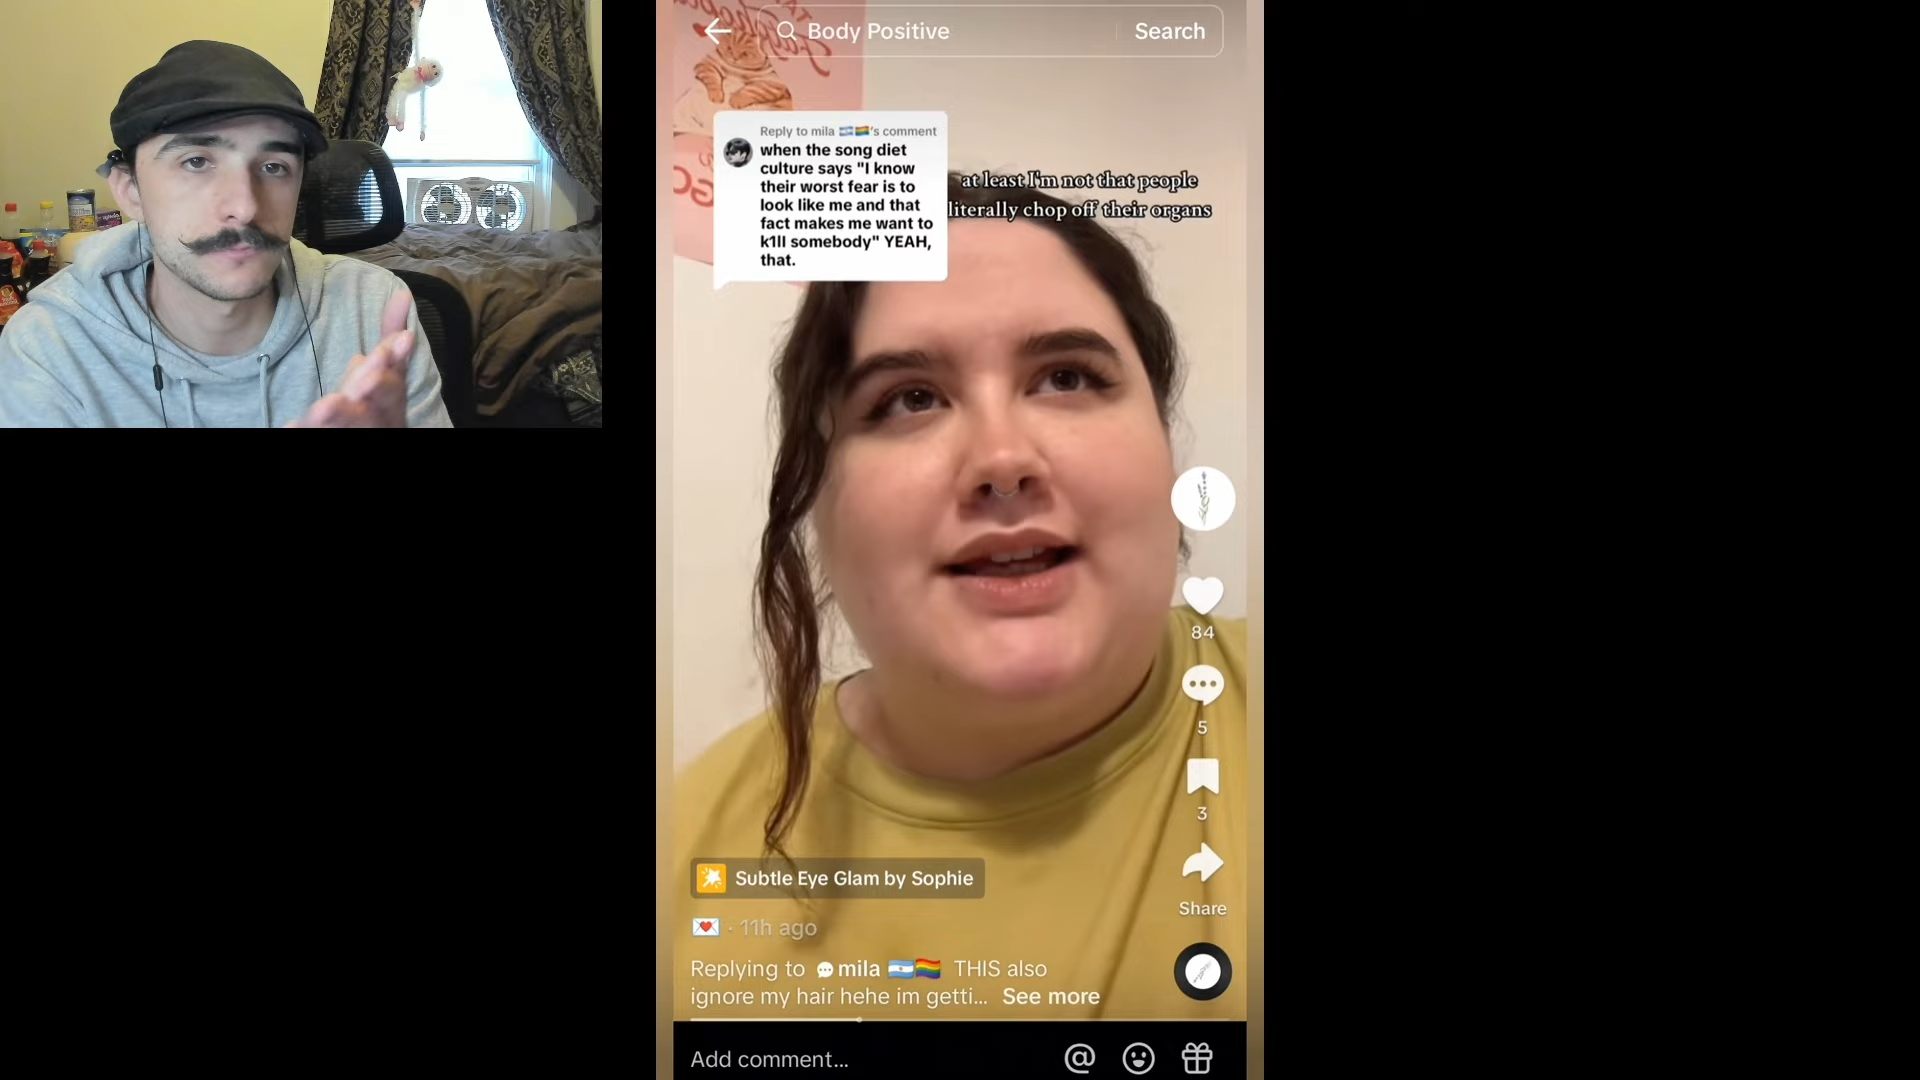 Body Positive
Search
Reply to mila 🇦🇷🏳️‍🌈's comment
when the song diet
culture says "I know
their worst fear is to
look like me and that
fact makes me want to
k1ll somebody" YEAH,
that.
at least I'm not that people
literally chop off their organs
84
5
3
Subtle Eye Glam by Sophie
💌 · 11h ago
Share
Replying to 💬mila 🇦🇷🏳️‍🌈 THIS also
ignore my hair hehe im getti... See more
Add comment...
@